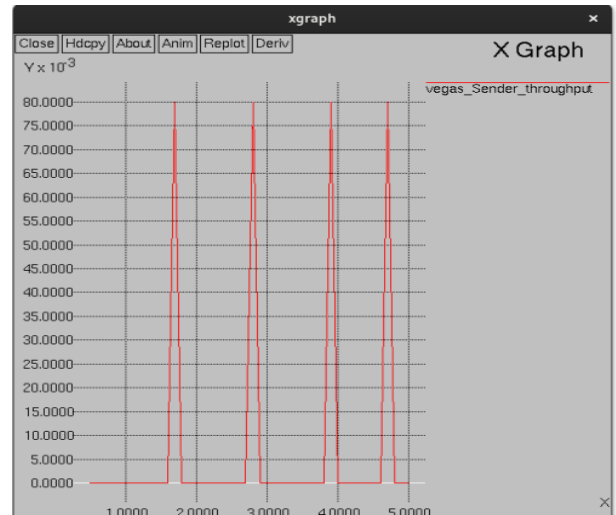 xgraph
×
Close Hdcpy About Anim Replot Deriv
X Graph
Y x 10-3
vegas_Sender_throughput
80.0000
75.0000
70.0000
65.0000
60.0000
55.0000
50.0000
45.0000
40.0000
35.0000
30.0000
25.0000
20.0000
15.0000
10.0000
5.0000
0.0000
X
1.0000 2.0000 3.0000 4.0000 5.0000